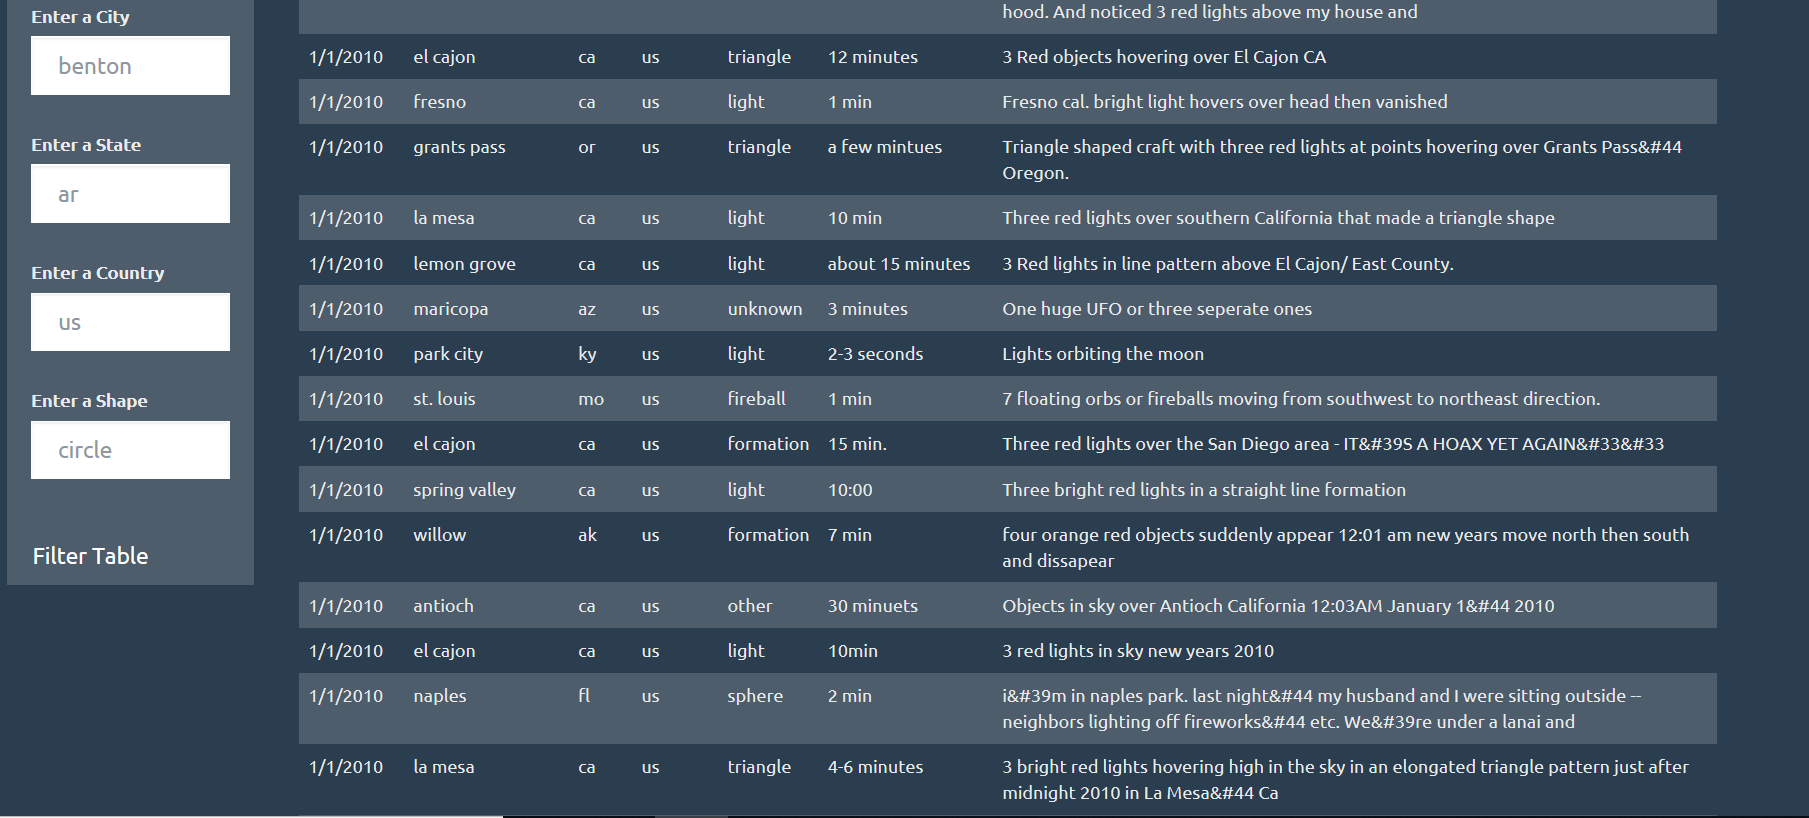 Enter a City
benton
Enter a State
ar
Enter a Country
us
Enter a Shape
circle
Filter Table
hood. And noticed 3 red lights above my house and
1/1/2010 el cajon ca us triangle 12 minutes 3 Red objects hovering over El Cajon CA
1/1/2010 fresno ca us light 1 min Fresno cal. bright light hovers over head then vanished
1/1/2010 grants pass or us triangle a few mintues Triangle shaped craft with three red lights at points hovering over Grants Pass&#44
Oregon.
1/1/2010 la mesa ca us light 10 min Three red lights over southern California that made a triangle shape
1/1/2010 lemon grove ca us light about 15 minutes 3 Red lights in line pattern above El Cajon/ East County.
1/1/2010 maricopa az us unknown 3 minutes One huge UFO or three seperate ones
1/1/2010 park city ky us light 2-3 seconds Lights orbiting the moon
1/1/2010 st. louis mo us fireball 1 min 7 floating orbs or fireballs moving from southwest to northeast direction.
1/1/2010 el cajon ca us formation 15 min. Three red lights over the San Diego area - IT&#39S A HOAX YET AGAIN&#33&#33
1/1/2010 spring valley ca us light 10:00 Three bright red lights in a straight line formation
1/1/2010 willow ak us formation 7 min four orange red objects suddenly appear 12:01 am new years move north then south
and dissapear
1/1/2010 antioch ca us other 30 minuets Objects in sky over Antioch California 12:03AM January 1&#44 2010
1/1/2010 el cajon ca us light 10min 3 red lights in sky new years 2010
1/1/2010 naples fl us sphere 2 min i&#39m in naples park. last night&#44 my husband and I were sitting outside --
neighbors lighting off fireworks&#44 etc. We&#39re under a lanai and
1/1/2010 la mesa ca us triangle 4-6 minutes 3 bright red lights hovering high in the sky in an elongated triangle pattern just after
midnight 2010 in La Mesa&#44 Ca